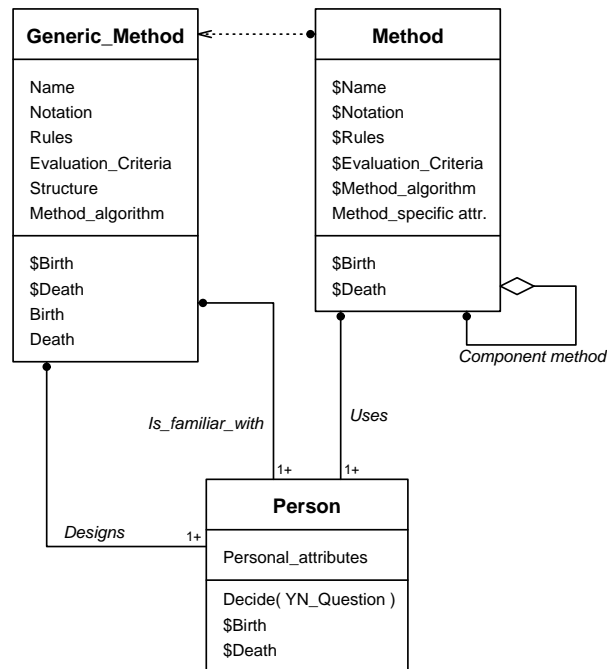 Generic_Method
Name
Notation
Rules
Evaluation_Criteria
Structure
Method_algorithm
$Birth
$Death
Birth
Death
Method
$Name
$Notation
$Rules
$Evaluation_Criteria
$Method_algorithm
Method_specific attr.
$Birth
$Death
Component method
Is_familiar_with
Uses
1+
1+
Designs
1+
Person
Personal_attributes
Decide( YN_Question )
$Birth
$Death